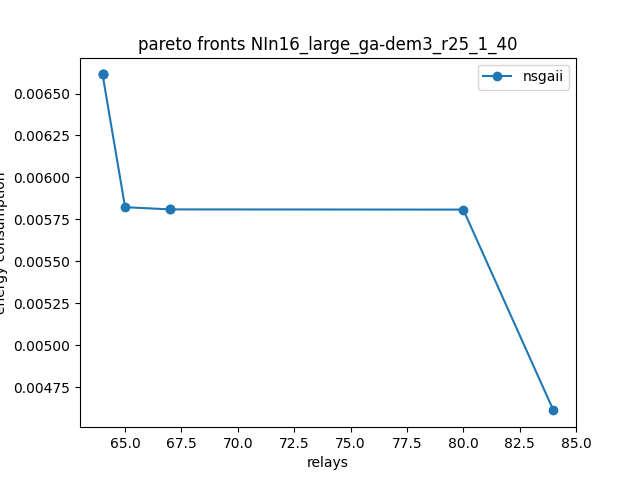 pareto fronts NIn16_large_ga-dem3_r25_1_40
nsgaii
0.00650
0.00625
0.00600
0.00575
0.00550
0.00525
0.00500
0.00475
energy consumption
65.0 67.5 70.0 72.5 75.0 77.5 80.0 82.5 85.0
relays